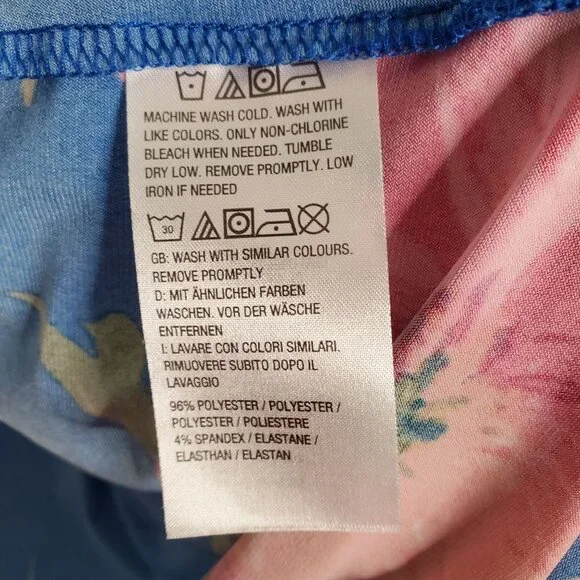 MACHINE WASH COLD. WASH WITH
LIKE COLORS. ONLY NON-CHLORINE
BLEACH WHEN NEEDED. TUMBLE
DRY LOW. REMOVE PROMPTLY. LOW
IRON IF NEEDED
30
GB: WASH WITH SIMILAR COLOURS.
REMOVE PROMPTLY
D: MIT ÄHNLICHEN FARBEN
WASCHEN. VOR DER WÄSCHE
ENTFERNEN
I: LAVARE CON COLORI SIMILARI.
RIMUOVERE SUBITO DOPO IL
LAVAGGIO
96% POLYESTER / POLYESTER /
POLYESTER / POLIESTERE
4% SPANDEX / ELASTANE /
ELASTHAN / ELASTAN